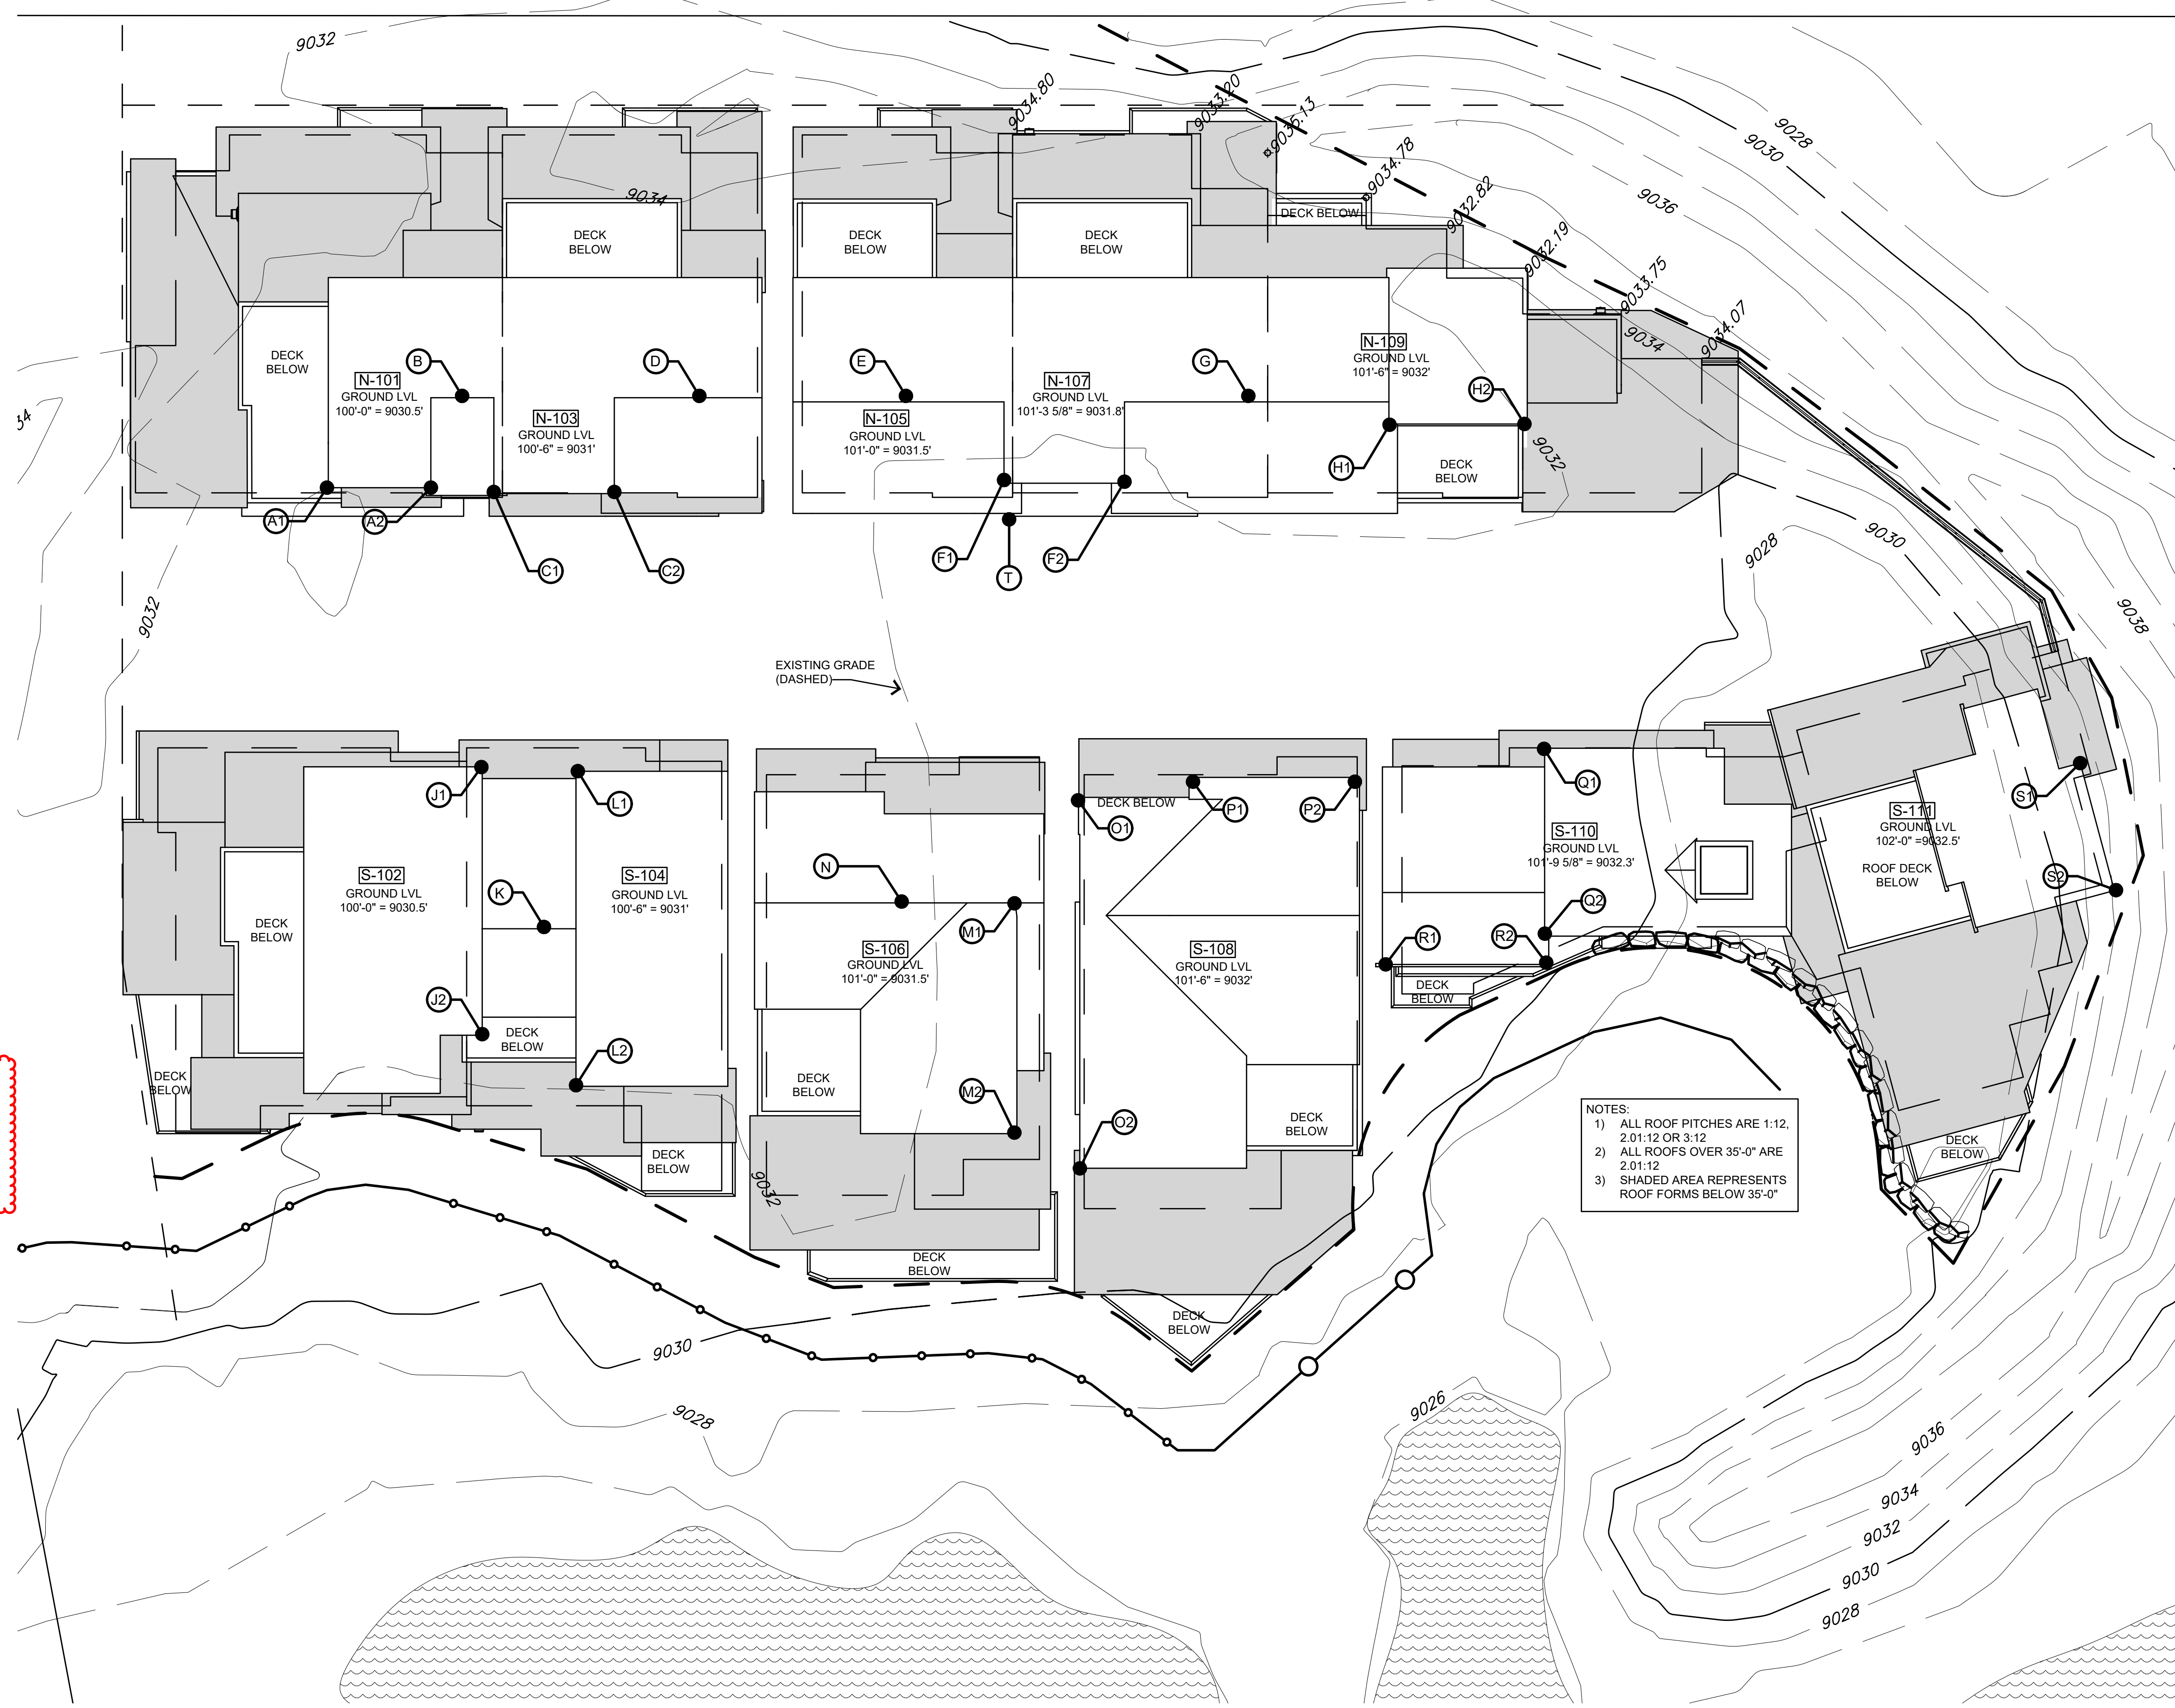 9032
9034.80
9033.20
9035.13
9034.78
9032.82
9032.19
9033.75
9034.07
9028
9030
9036
9034
9034
DECK BELOW
DECK
BELOW
DECK
BELOW
DECK
BELOW
DECK
BELOW
B
D
E
G
N-101
GROUND LVL
100'-0" = 9030.5'
N-103
GROUND LVL
100'-6" = 9031'
N-105
GROUND LVL
101'-0" = 9031.5'
N-107
GROUND LVL
101'-3 5/8" = 9031.8'
N-109
GROUND LVL
101'-6" = 9032'
H2
H1
DECK
BELOW
9032
34
A1
A2
C1
C2
F1
T
F2
9030
9028
9032
9038
EXISTING GRADE
(DASHED)
J1
L1
S-102
GROUND LVL
100'-0" = 9030.5'
K
S-104
GROUND LVL
100'-6" = 9031'
DECK
BELOW
J2
DECK
BELOW
L2
DECK
BELOW
DECK
BELOW
N
M1
S-106
GROUND LVL
101'-0" = 9031.5'
DECK
BELOW
M2
9032
DECK
BELOW
DECK BELOW
O1
P1
P2
S-108
GROUND LVL
101'-6" = 9032'
O2
DECK
BELOW
DECK
BELOW
Q1
S-110
GROUND LVL
101'-9 5/8" = 9032.3'
Q2
R1
R2
DECK
BELOW
S1
S-111
GROUND LVL
102'-0" =9032.5'
ROOF DECK
BELOW
S2
DECK
BELOW
NOTES:
1) ALL ROOF PITCHES ARE 1:12,
2.01:12 OR 3:12
2) ALL ROOFS OVER 35'-0" ARE
2.01:12
3) SHADED AREA REPRESENTS
ROOF FORMS BELOW 35'-0"
9030
9028
9026
9036
9034
9032
9030
9028